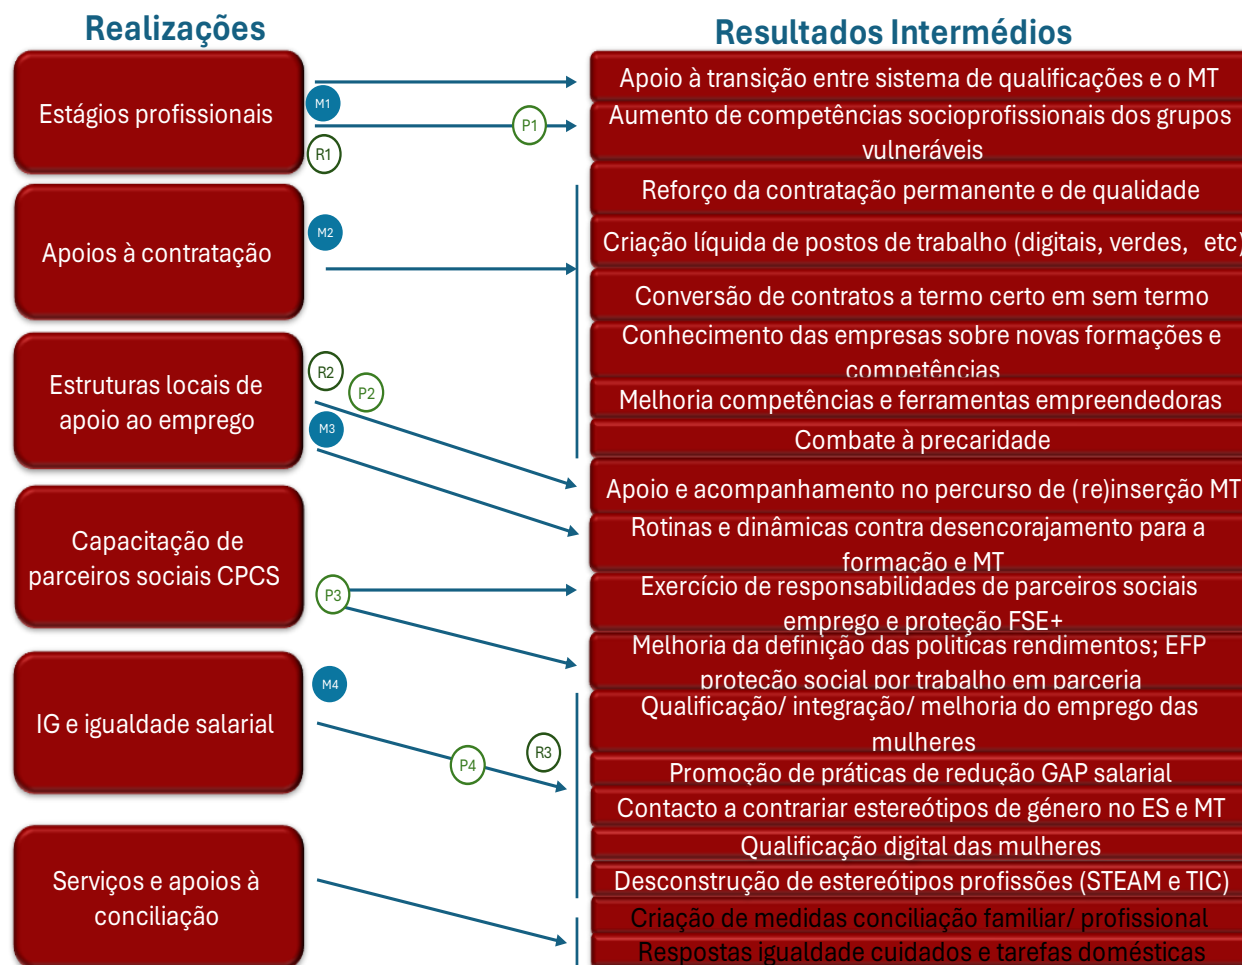 Realizações
Resultados Intermédios
Estágios profissionais
M1
P1
R1
Apoio à transição entre sistema de qualificações e o MT
Aumento de competências socioprofissionais dos grupos
vulneráveis
Apoios à contratação
M2
Reforço da contratação permanente e de qualidade
Criação líquida de postos de trabalho (digitais, verdes, etc)
Conversão de contratos a termo certo em sem termo
Conhecimento das empresas sobre novas formações e
competências
Melhoria competências e ferramentas empreendedoras
Combate à precaridade
Estruturas locais de
apoio ao emprego
R2
P2
M3
Apoio e acompanhamento no percurso de (re)inserção MT
Rotinas e dinâmicas contra desencorajamento para a
formação e MT
Capacitação de
parceiros sociais CPCS
P3
Exercício de responsabilidades de parceiros sociais
emprego e proteção FSE+
Melhoria da definição das politicas rendimentos; EFP
proteção social por trabalho em parceria
IG e igualdade salarial
M4
P4
R3
Qualificação/ integração/ melhoria do emprego das
mulheres
Promoção de práticas de redução GAP salarial
Contacto a contrariar estereótipos de género no ES e MT
Qualificação digital das mulheres
Desconstrução de estereótipos profissões (STEAM e TIC)
Serviços e apoios à
conciliação
Criação de medidas conciliação familiar/ profissional
Respostas igualdade cuidados e tarefas domésticas